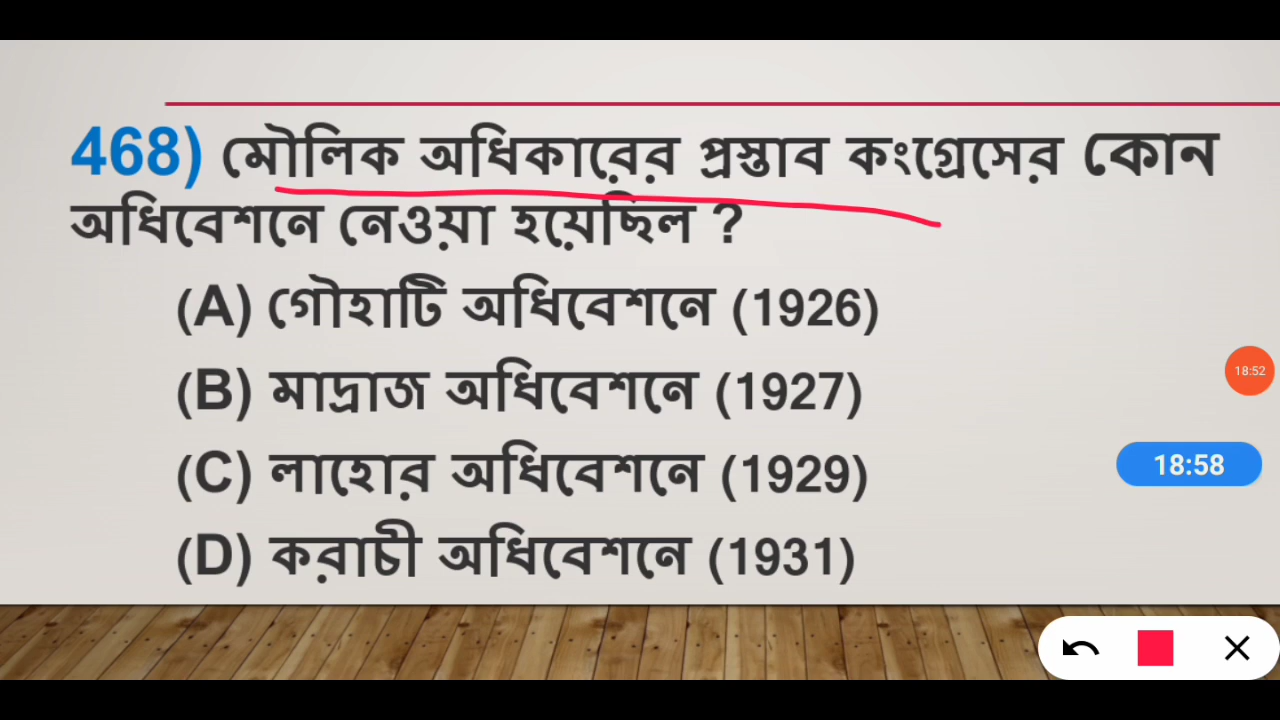 468) মৌলিক অধিকারের প্রস্তাব কংগ্রেসের কোন
অধিবেশনে নেওয়া হয়েছিল ?
(A) গৌহাটি অধিবেশনে (1926)
(B) মাদ্রাজ অধিবেশনে (1927)
(C) লাহোর অধিবেশনে (1929)
(D) করাচী অধিবেশনে (1931)
18:52
18:58